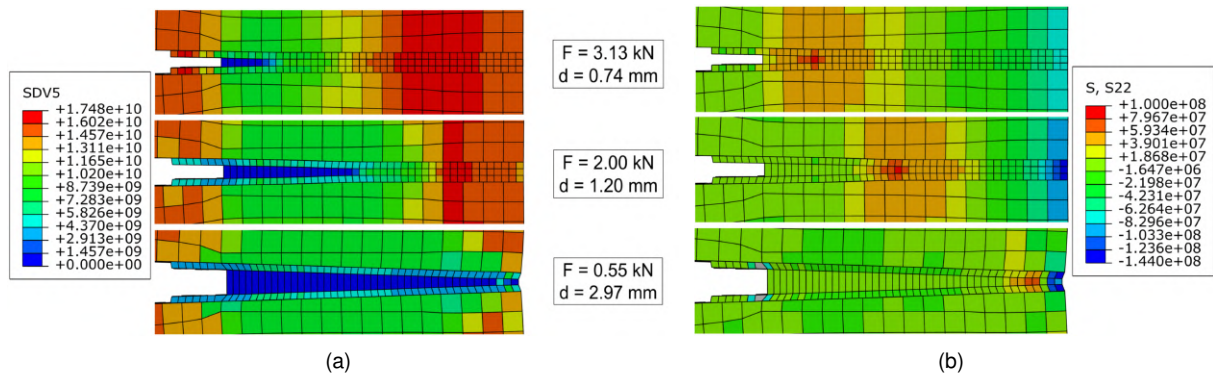 SDV5
+1.748e+10
+1.602e+10
+1.457e+10
+1.311e+10
+1.165e+10
+1.020e+10
+8.739e+09
+7.283e+09
+5.826e+09
+4.370e+09
+2.913e+09
+1.457e+09
+0.000e+00
F = 3.13 kN
d = 0.74 mm
F = 2.00 kN
d = 1.20 mm
F = 0.55 kN
d = 2.97 mm
S, S22
+1.000e+08
+7.967e+07
+5.934e+07
+3.901e+07
+1.868e+07
-1.647e+06
-2.198e+07
-4.231e+07
-6.264e+07
-8.296e+07
-1.033e+08
-1.236e+08
-1.440e+08
(a)
(b)